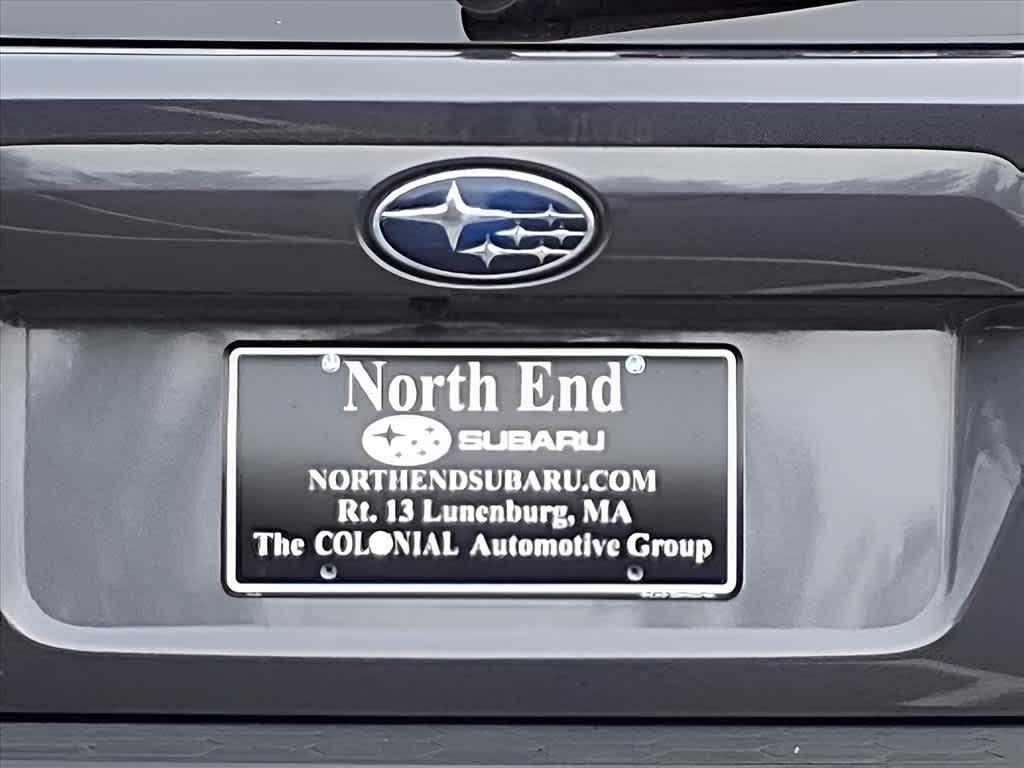 North End
SUBARU
NORTHENDSUBARU.COM
Rt. 13 Lunenburg, MA
The COLONIAL Automotive Group